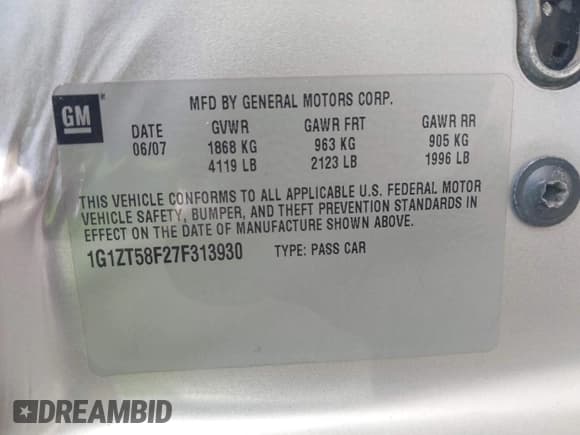 GM
MFD BY GENERAL MOTORS CORP.
DATE GVWR GAWR FRT GAWR RR
06/07 1868 KG 963 KG 905 KG
4119 LB 2123 LB 1996 LB
THIS VEHICLE CONFORMS TO ALL APPLICABLE U.S. FEDERAL MOTOR
VEHICLE SAFETY, BUMPER, AND THEFT PREVENTION STANDARDS IN
EFFECT ON THE DATE OF MANUFACTURE SHOWN ABOVE.
1G1ZT58F27F313930 TYPE: PASS CAR
DREAMBID